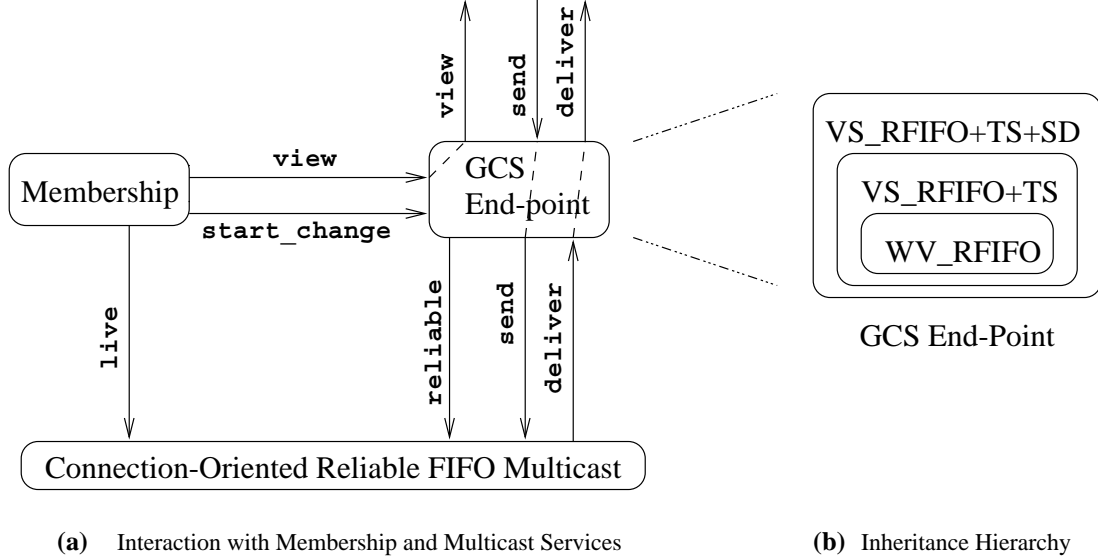 view
send
deliver
VS_RFIFO+TS+SD
view
GCS
End-point
Membership
VS_RFIFO+TS
start_change
WV_RFIFO
live
reliable
send
deliver
GCS End-Point
Connection-Oriented Reliable FIFO Multicast
(a) Interaction with Membership and Multicast Services
(b) Inheritance Hierarchy